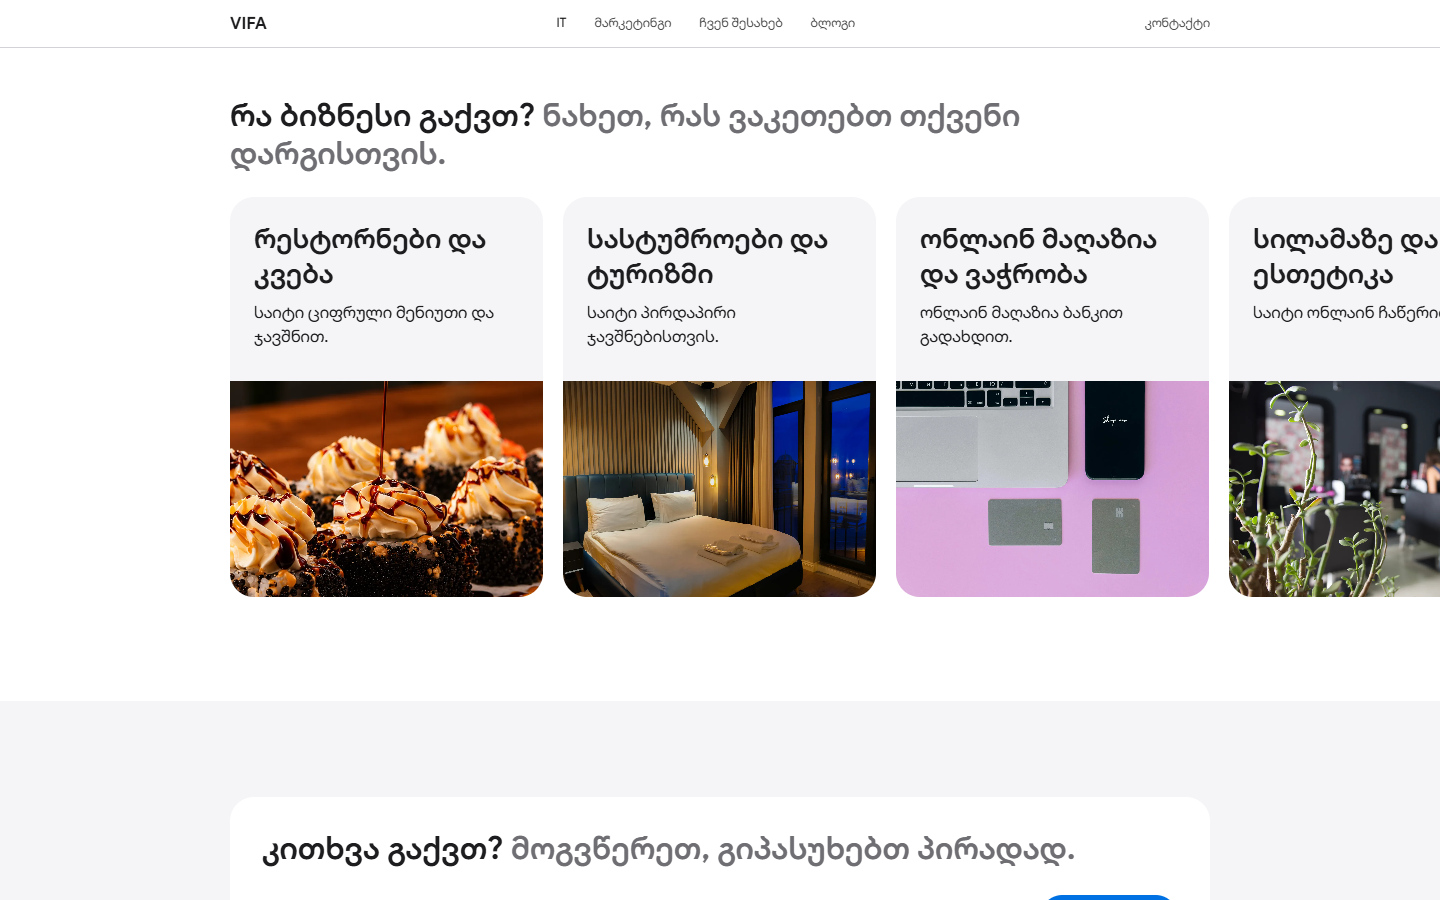 VIFA
IT
მარკეტინგი
ჩვენ შესახებ
ბლოგი
კონტაქტი
რა ბიზნესი გაქვთ? ნახეთ, რას ვაკეთებთ თქვენი
დარგისთვის.
რესტორნები და
კვება
საიტი ციფრული მენიუთი და
ჯავშნით.
სასტუმროები და
ტურიზმი
საიტი პირდაპირი
ჯავშნებისთვის.
ონლაინ მაღაზია
და ვაჭრობა
ონლაინ მაღაზია ბანკით
გადახდით.
სილამაზე და
ესთეტიკა
საიტი ონლაინ
კითხვა გაქვთ? მოგვწერეთ, გიპასუხებთ პირადად.